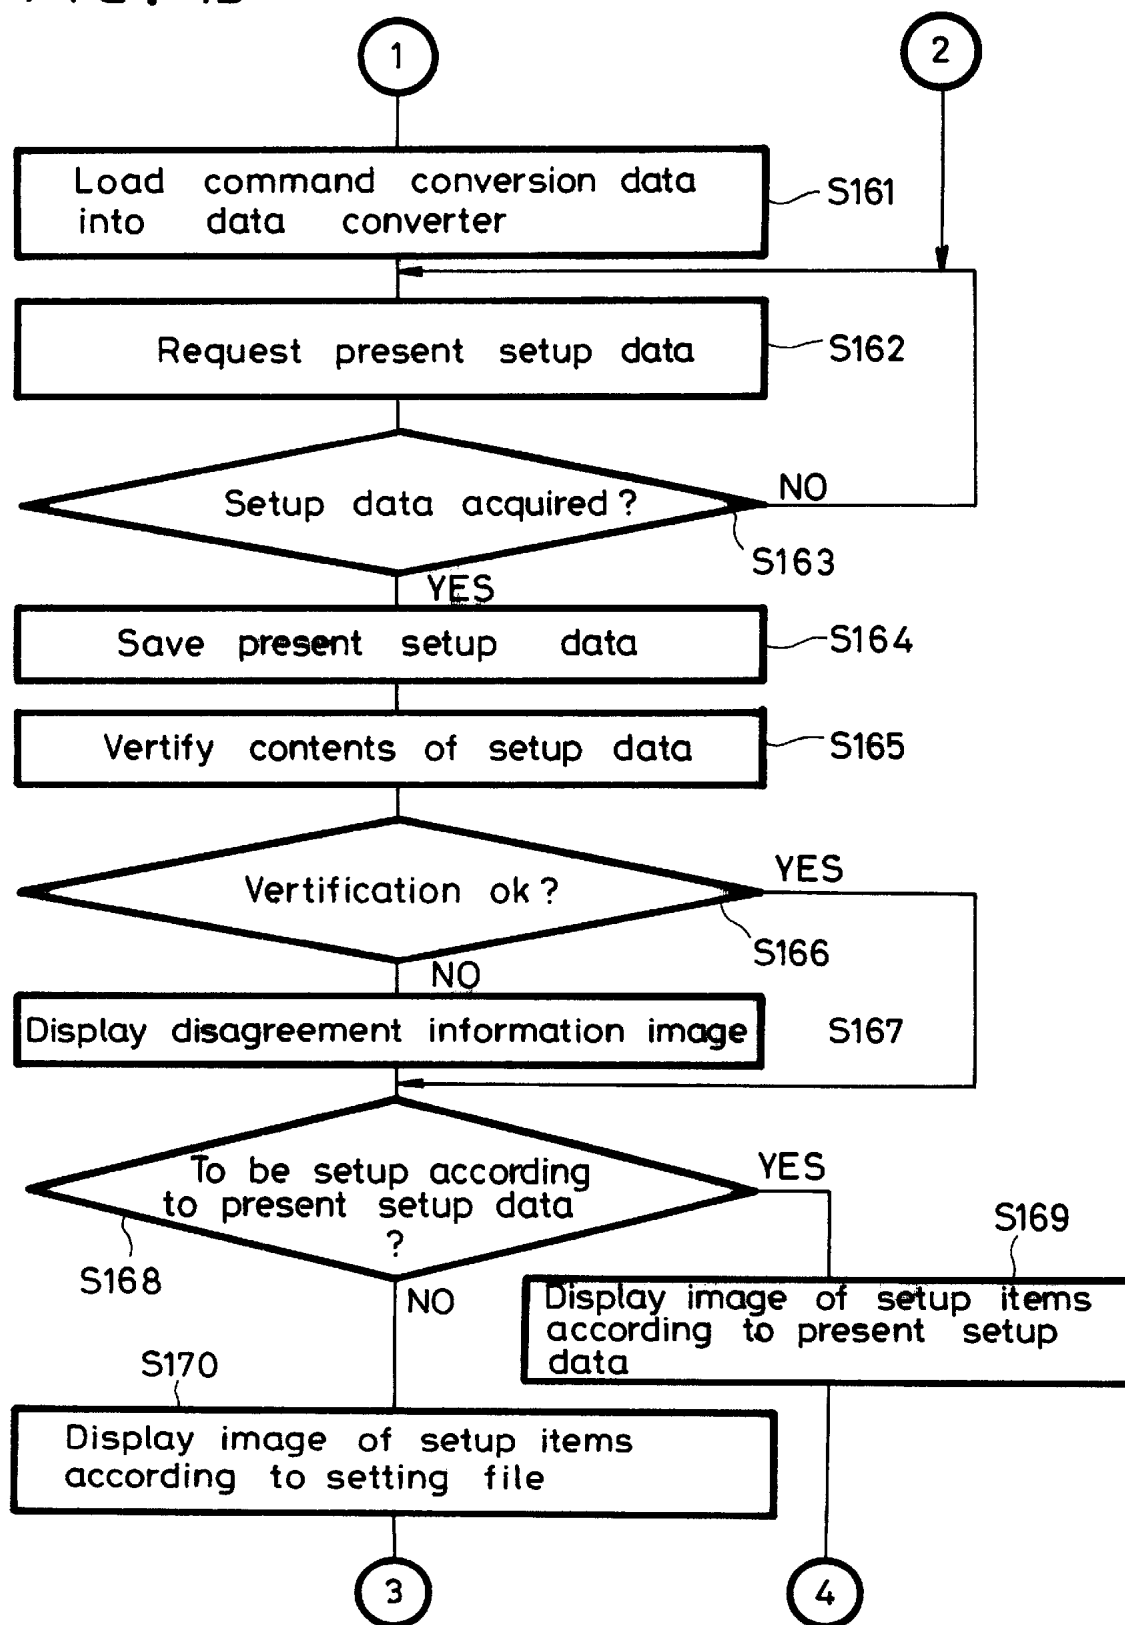 1
2
Load command conversion data
into data converter
S161
Request present setup data
S162
Setup data acquired ?
NO
S163
YES
Save present setup data
S164
Vertify contents of setup data
S165
Vertification ok ?
YES
S166
NO
Display disagreement information image
S167
To be setup according
to present setup data
?
YES
S168
NO
S169
Display image of setup items
according to present setup
data
S170
Display image of setup items
according to setting file
3
4